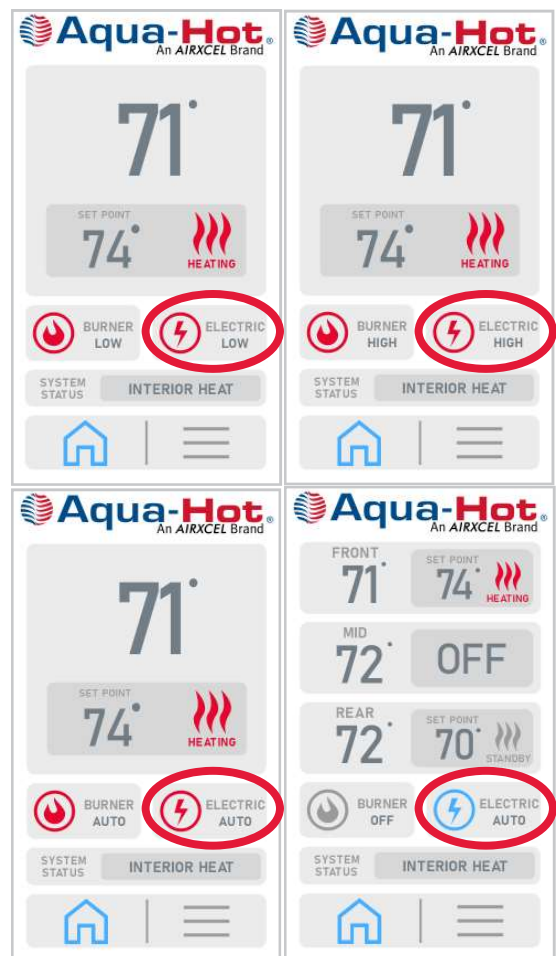 Aqua-Hot®
An AIRXCEL Brand
71°
SET POINT
74°
HEATING
BURNER
LOW
ELECTRIC
LOW
SYSTEM
STATUS
INTERIOR HEAT
Aqua-Hot®
An AIRXCEL Brand
71°
SET POINT
74°
HEATING
BURNER
HIGH
ELECTRIC
HIGH
SYSTEM
STATUS
INTERIOR HEAT
Aqua-Hot®
An AIRXCEL Brand
71°
SET POINT
74°
HEATING
BURNER
AUTO
ELECTRIC
AUTO
SYSTEM
STATUS
INTERIOR HEAT
Aqua-Hot®
An AIRXCEL Brand
FRONT
71°
SET POINT
74°
HEATING
MID
72°
OFF
REAR
72°
SET POINT
70°
STANDBY
BURNER
OFF
ELECTRIC
AUTO
SYSTEM
STATUS
INTERIOR HEAT